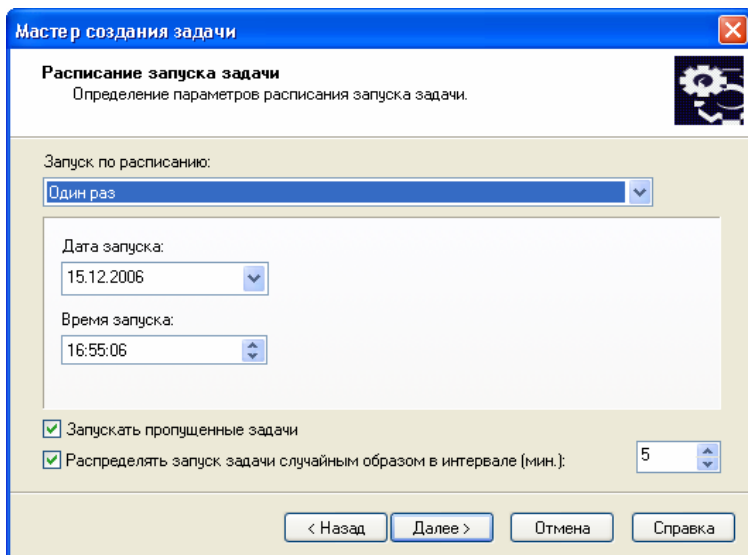 Мастер создания задачи
Расписание запуска задачи
Определение параметров расписания запуска задачи.
Запуск по расписанию:
Один раз
Дата запуска:
15.12.2006
Время запуска:
16:55:06
Запускать пропущенные задачи
Распределять запуск задачи случайным образом в интервале (мин.): 5
< Назад Далее > Отмена Справка